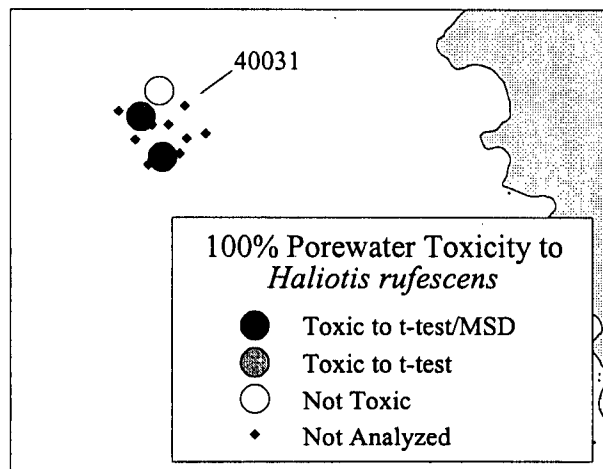 40031
100% Porewater Toxicity to
Haliotis rufescens
Toxic to t-test/MSD
Toxic to t-test
Not Toxic
Not Analyzed